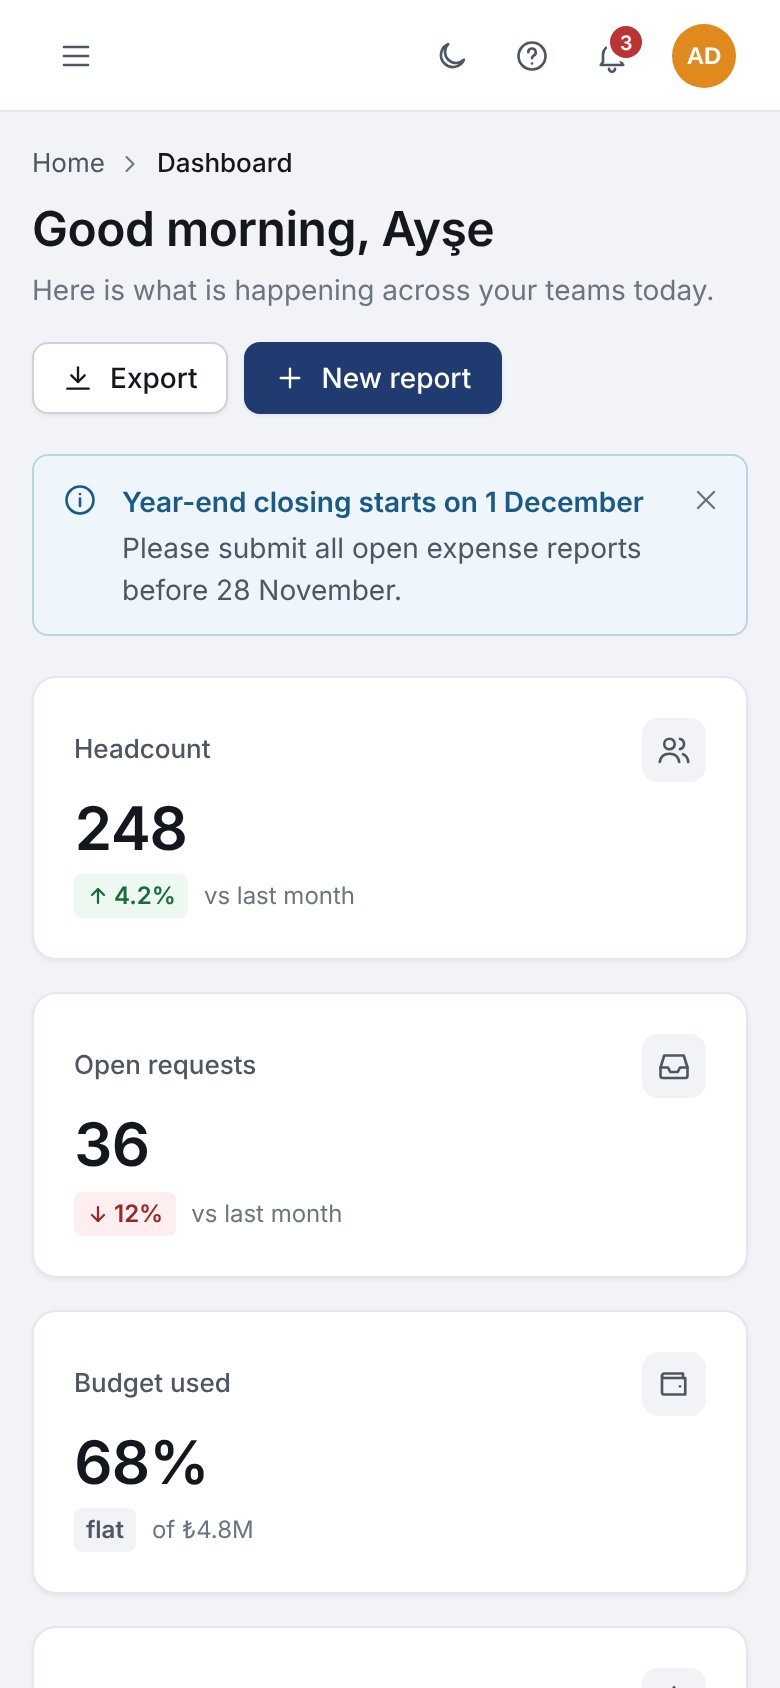 3
AD
Home > Dashboard
Good morning, Ayşe
Here is what is happening across your teams today.
Export
+ New report
Year-end closing starts on 1 December
Please submit all open expense reports
before 28 November.
Headcount
248
↑ 4.2% vs last month
Open requests
36
↓ 12% vs last month
Budget used
68%
flat of ₺4.8M